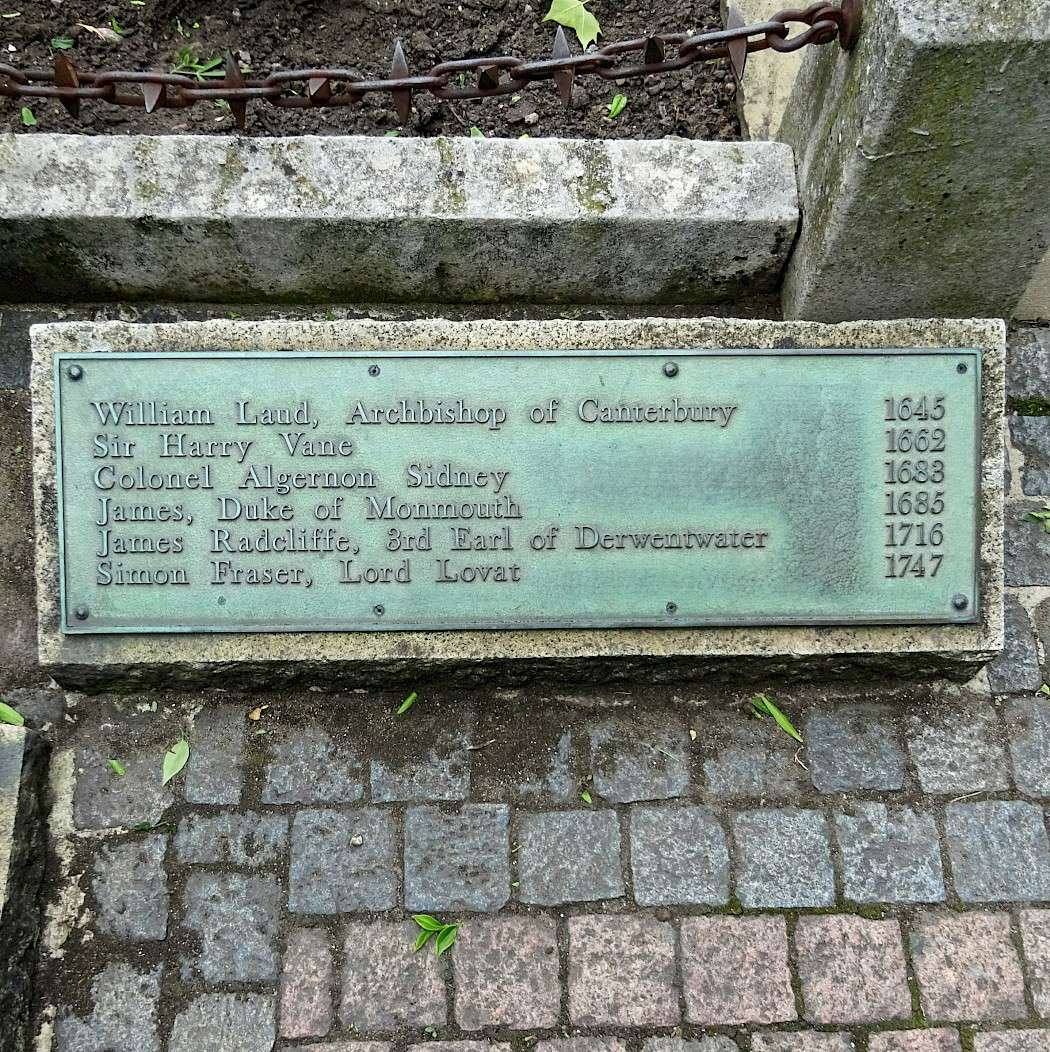 William Laud, Archbishop of Canterbury 1645
Sir Harry Vane 1662
Colonel Algernon Sidney 1683
James, Duke of Monmouth 1685
James Radcliffe, 3rd Earl of Derwentwater 1716
Simon Fraser, Lord Lovat 1747